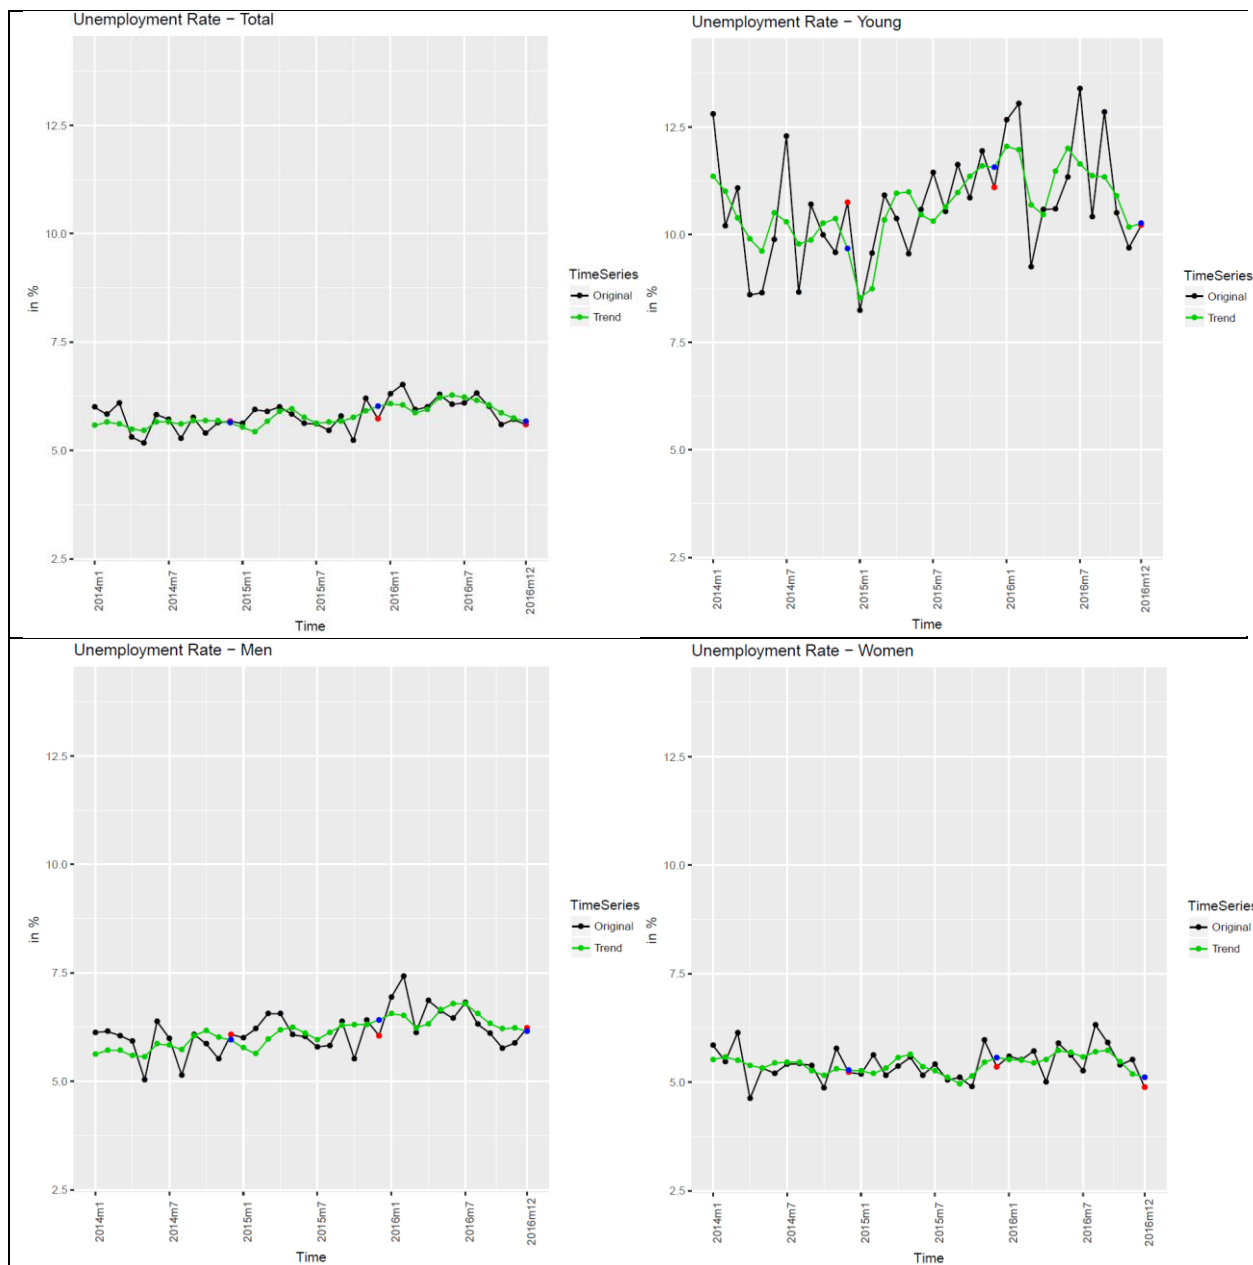 Unemployment Rate − Total
12.5
10.0
7.5
5.0
2.5
in %
2014m1
2014m7
2015m1
2015m7
2016m1
2016m7
2016m12
Time
TimeSeries
Original
Trend
Unemployment Rate − Young
12.5
10.0
7.5
5.0
2.5
in %
2014m1
2014m7
2015m1
2015m7
2016m1
2016m7
2016m12
Time
TimeSeries
Original
Trend
Unemployment Rate − Men
12.5
10.0
7.5
5.0
2.5
in %
2014m1
2014m7
2015m1
2015m7
2016m1
2016m7
2016m12
Time
TimeSeries
Original
Trend
Unemployment Rate − Women
12.5
10.0
7.5
5.0
2.5
in %
2014m1
2014m7
2015m1
2015m7
2016m1
2016m7
2016m12
Time
TimeSeries
Original
Trend